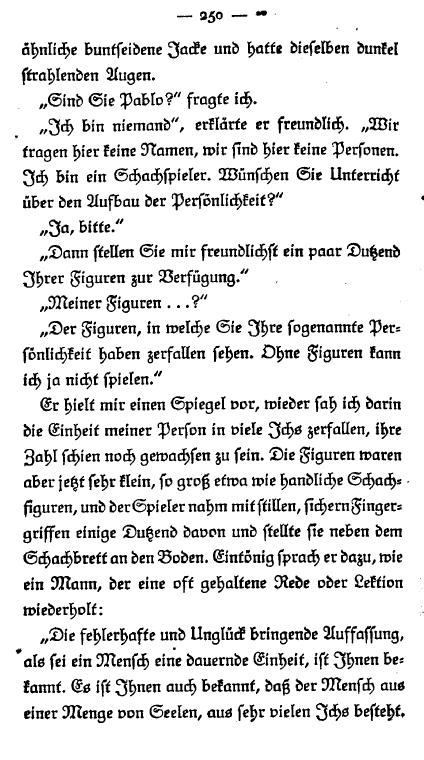 — 250 —
ähnliche buntseidene Jacke und hatte dieselben dunkel
strahlenden Augen.
„Sind Sie Pablo?“ fragte ich.
„Ich bin niemand“, erklärte er freundlich. „Wir
tragen hier keine Namen, wir sind hier keine Personen.
Ich bin ein Schachspieler. Wünschen Sie Unterricht
über den Aufbau der Persönlichkeit?“
„Ja, bitte.“
„Dann stellen Sie mir freundlichst ein paar Dutzend
Ihrer Figuren zur Verfügung.“
„Meiner Figuren ...?“
„Der Figuren, in welche Sie Ihre sogenannte Per-
sönlichkeit haben zerfallen sehen. Ohne Figuren kann
ich ja nicht spielen.“
Er hielt mir einen Spiegel vor, wieder sah ich darin
die Einheit meiner Person in viele Ichs zerfallen, ihre
Zahl schien noch gewachsen zu sein. Die Figuren waren
aber jetzt sehr klein, so groß etwa wie handliche Schach-
figuren, und der Spieler nahm mit stillen, sichern Finger-
griffen einige Dutzend davon und stellte sie neben dem
Schachbrett an den Boden. Eintönig sprach er dazu, wie
ein Mann, der eine oft gehaltene Rede oder Lektion
wiederholt:
„Die fehlerhafte und Unglück bringende Auffassung,
als sei ein Mensch eine dauernde Einheit, ist Ihnen be-
kannt. Es ist Ihnen auch bekannt, daß der Mensch aus
einer Menge von Seelen, aus sehr vielen Ichs besteht.